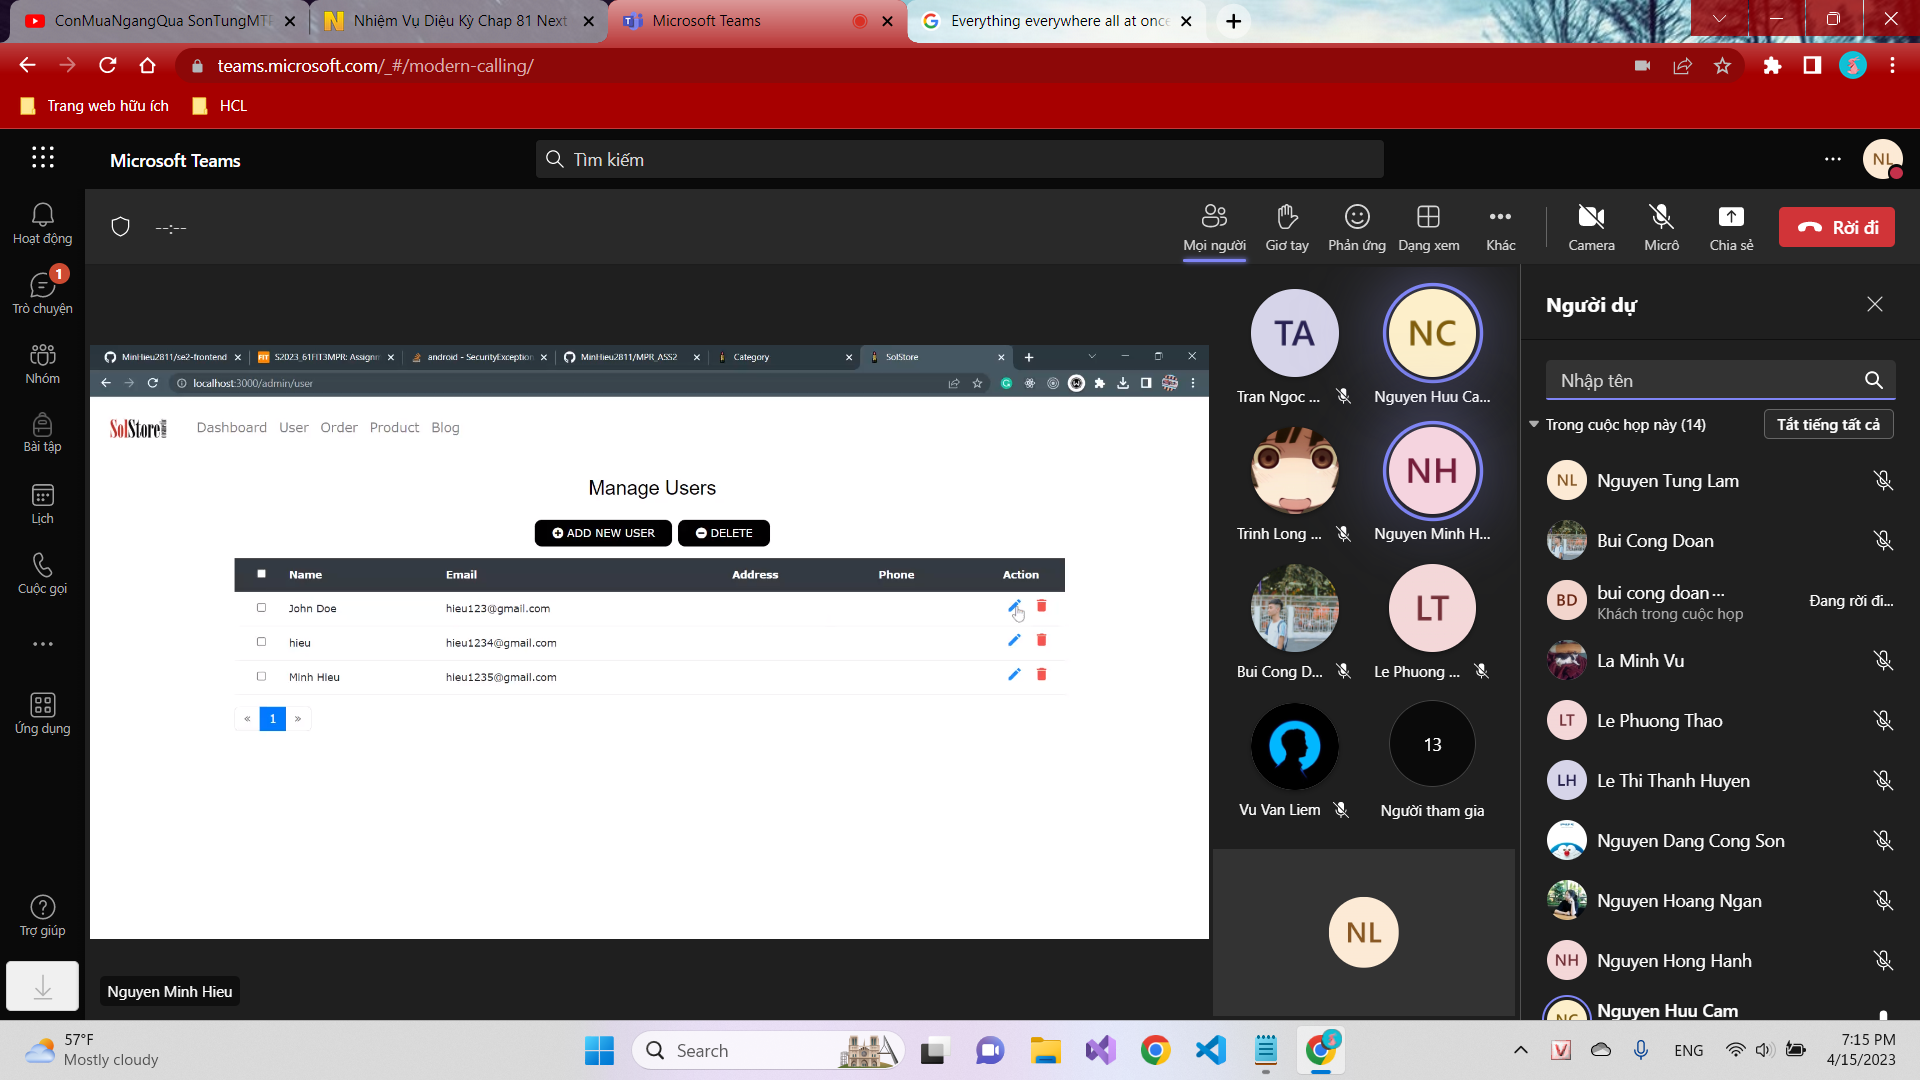 ConMuaNgangQua SonTungMTP
Nhiệm Vụ Diệu Kỳ Chap 81 Next
Microsoft Teams
Everything everywhere all at once
teams.microsoft.com/_#/modern-calling/
Trang web hữu ích
HCL
Microsoft Teams
Tìm kiếm
NL
--:--
Mọi người
Giơ tay
Phản ứng
Dạng xem
Khác
Camera
Micrô
Chia sẻ
Rời đi
Hoạt động
1
Trò chuyện
Nhóm
Bài tập
Lịch
Cuộc gọi
Ứng dụng
Trợ giúp
MinHieu2811/se2-frontend
S2023_61FIT3MPR: Assignm
android - SecurityException
MinHieu2811/MPR_ASS2
Category
SolStore
localhost:3000/admin/user
SolStore
Dashboard User Order Product Blog
Manage Users
ADD NEW USER
DELETE
Name Email Address Phone Action
John Doe hieu123@gmail.com
hieu hieu1234@gmail.com
Minh Hieu hieu1235@gmail.com
« 1 »
Nguyen Minh Hieu
TA
Tran Ngoc ...
NC
Nguyen Huu Ca...
Trinh Long ...
NH
Nguyen Minh H...
Bui Cong D...
LT
Le Phuong ...
Vu Van Liem
13
Người tham gia
NL
Người dự
Nhập tên
Trong cuộc họp này (14)
Tắt tiếng tất cả
NL Nguyen Tung Lam
Bui Cong Doan
BD bui cong doan...
Khách trong cuộc họp
Đang rời đi...
La Minh Vu
LT Le Phuong Thao
LH Le Thi Thanh Huyen
Nguyen Dang Cong Son
Nguyen Hoang Ngan
NH Nguyen Hong Hanh
NC Nguyen Huu Cam
57°F
Mostly cloudy
Search
ENG
7:15 PM
4/15/2023